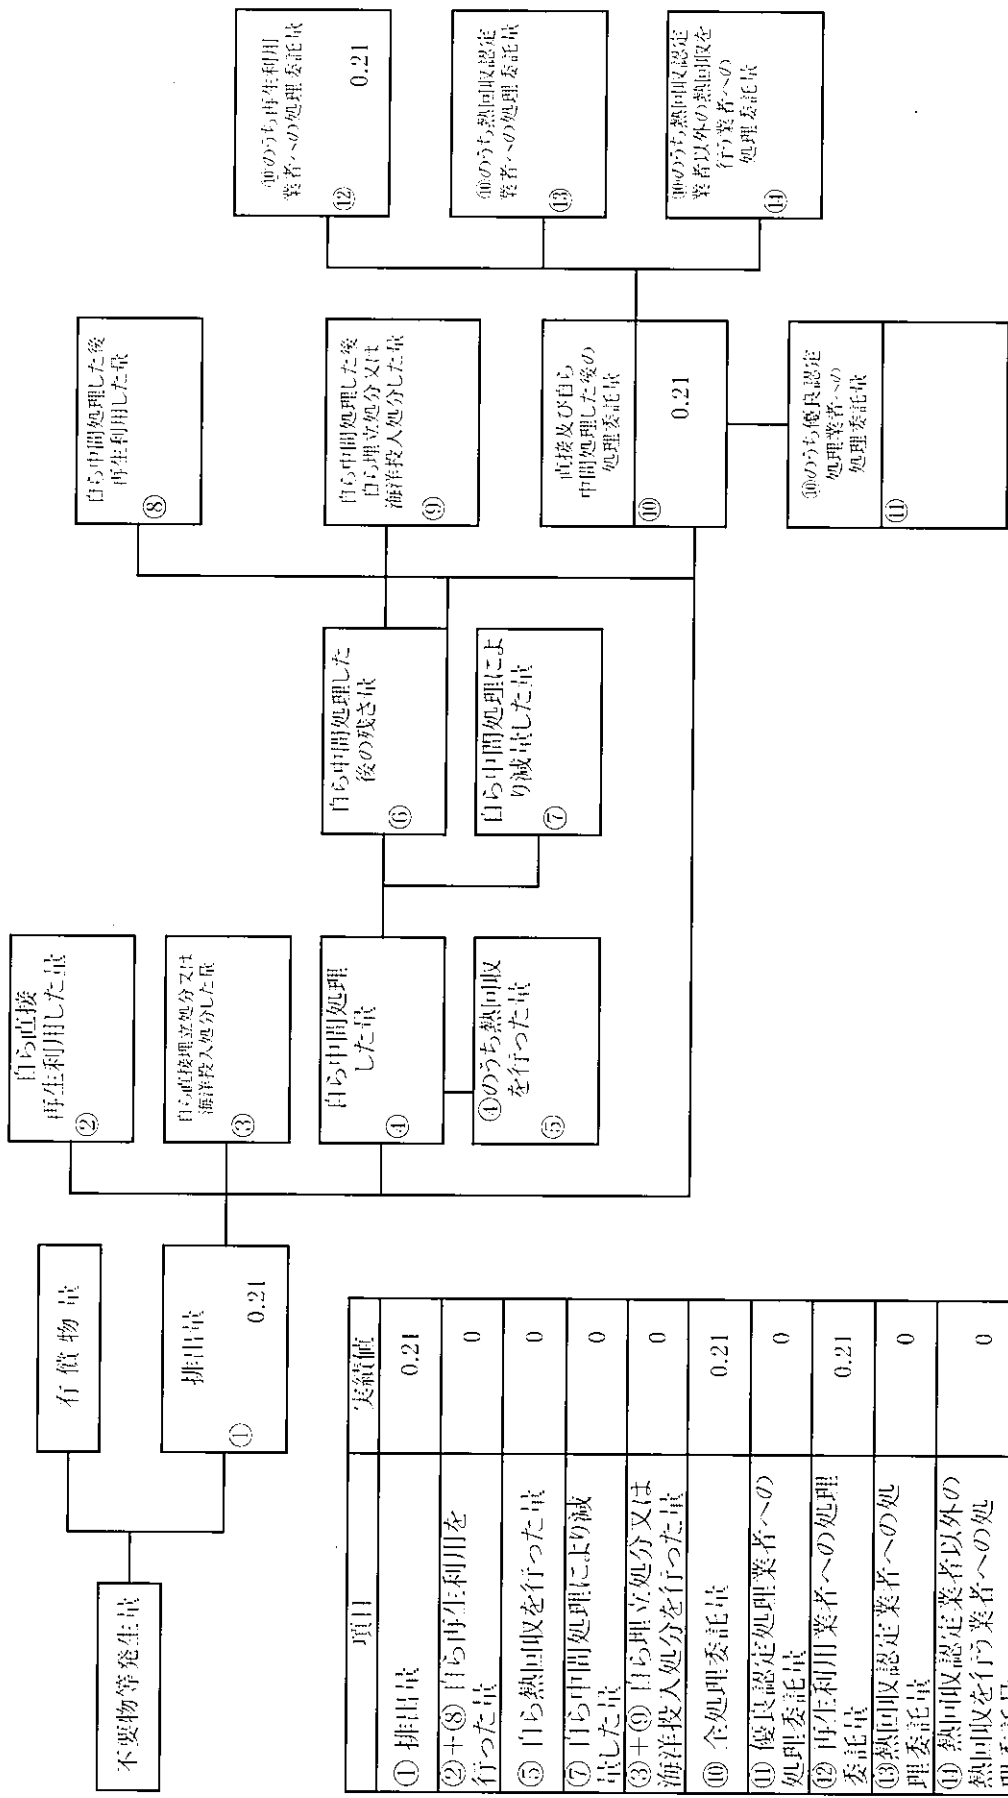 不要物等発生量
有償物量
排出量
①
0.21
自ら直接
再生利用した量
②
自ら直接埋立処分又は
海洋投入処分した量
③
自ら中間処理
した量
④
④のうち熱回収
を行った量
⑤
自ら中間処理した
後の残さ量
⑥
自ら中間処理によ
り減量した量
⑦
自ら中間処理した後
再生利用した量
⑧
自ら中間処理した後
自ら埋立処分又は
海洋投入処分した量
⑨
直接及び自ら
中間処理した後の
処理委託量
⑩
0.21
⑩のうち優良認定
処理業者への
処理委託量
⑪
⑩のうち再生利用
業者への処理委託量
⑫
0.21
⑩のうち熱回収認定
業者への処理委託量
⑬
⑩のうち熱回収認定
業者以外の熱回収を
行う業者への
処理委託量
⑭
項目 実績値
① 排出量 0.21
②+⑧ 自ら再生利用を
行った量 0
⑤ 自ら熱回収を行った量 0
⑦ 自ら中間処理により減
量した量 0
③+⑨ 自ら埋立処分又は
海洋投入処分を行った量 0
⑩ 全処理委託量 0.21
⑪ 優良認定処理業者への
処理委託量 0
⑫ 再生利用業者への処理
委託量 0.21
⑬ 熱回収認定業者への処
理委託量 0
⑭ 熱回収認定業者以外の
熱回収を行う業者への処
理委託量 0